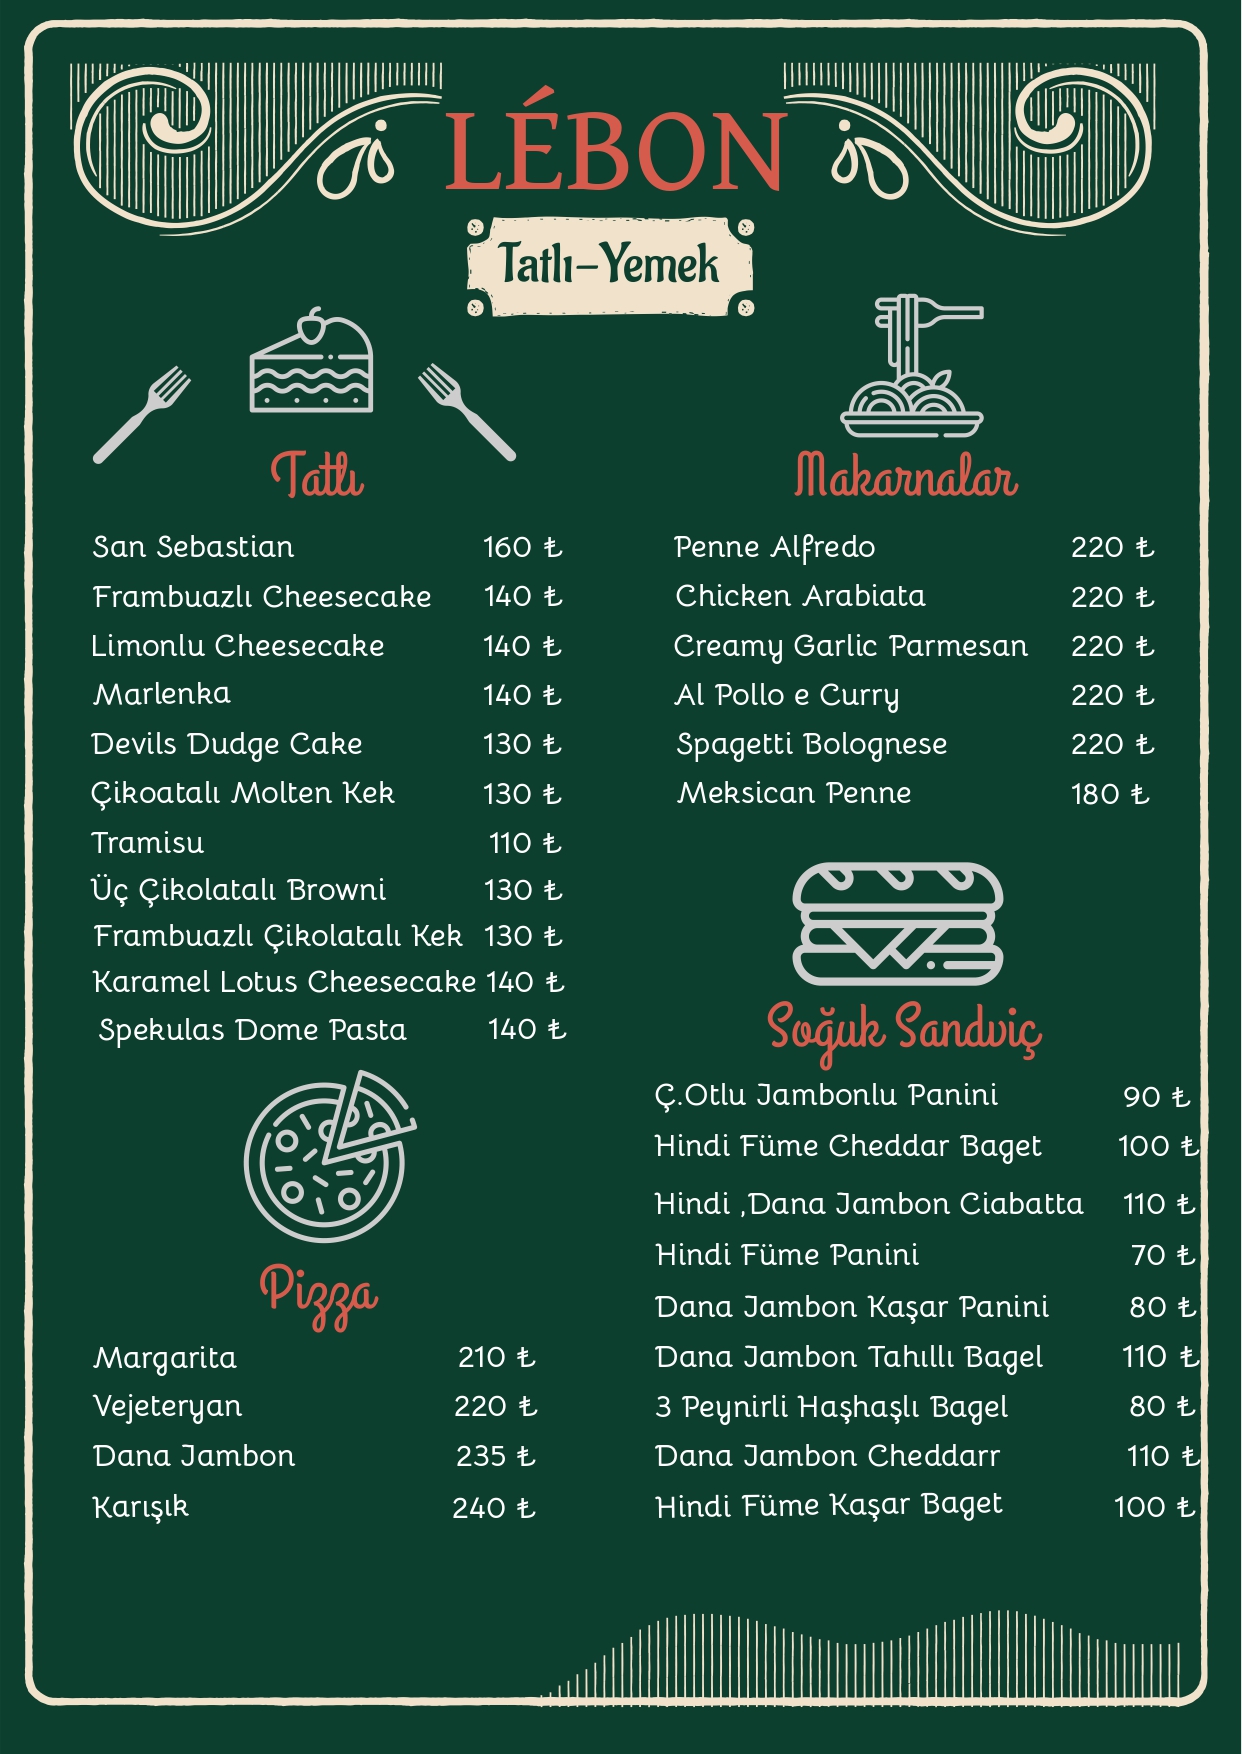 LÉBON
Tatlı-Yemek
Tatlı
San Sebastian 160 ₺
Frambuazlı Cheesecake 140 ₺
Limonlu Cheesecake 140 ₺
Marlenka 140 ₺
Devils Dudge Cake 130 ₺
Çikoatalı Molten Kek 130 ₺
Tramisu 110 ₺
Üç Çikolatalı Browni 130 ₺
Frambuazlı Çikolatalı Kek 130 ₺
Karamel Lotus Cheesecake 140 ₺
Spekulas Dome Pasta 140 ₺
Pizza
Margarita 210 ₺
Vejeteryan 220 ₺
Dana Jambon 235 ₺
Karışık 240 ₺
Makarnalar
Penne Alfredo 220 ₺
Chicken Arabiata 220 ₺
Creamy Garlic Parmesan 220 ₺
Al Pollo e Curry 220 ₺
Spagetti Bolognese 220 ₺
Meksican Penne 180 ₺
Soğuk Sandviç
Ç.Otlu Jambonlu Panini 90 ₺
Hindi Füme Cheddar Baget 100 ₺
Hindi ,Dana Jambon Ciabatta 110 ₺
Hindi Füme Panini 70 ₺
Dana Jambon Kaşar Panini 80 ₺
Dana Jambon Tahıllı Bagel 110 ₺
3 Peynirli Haşhaşlı Bagel 80 ₺
Dana Jambon Cheddarr 110 ₺
Hindi Füme Kaşar Baget 100 ₺